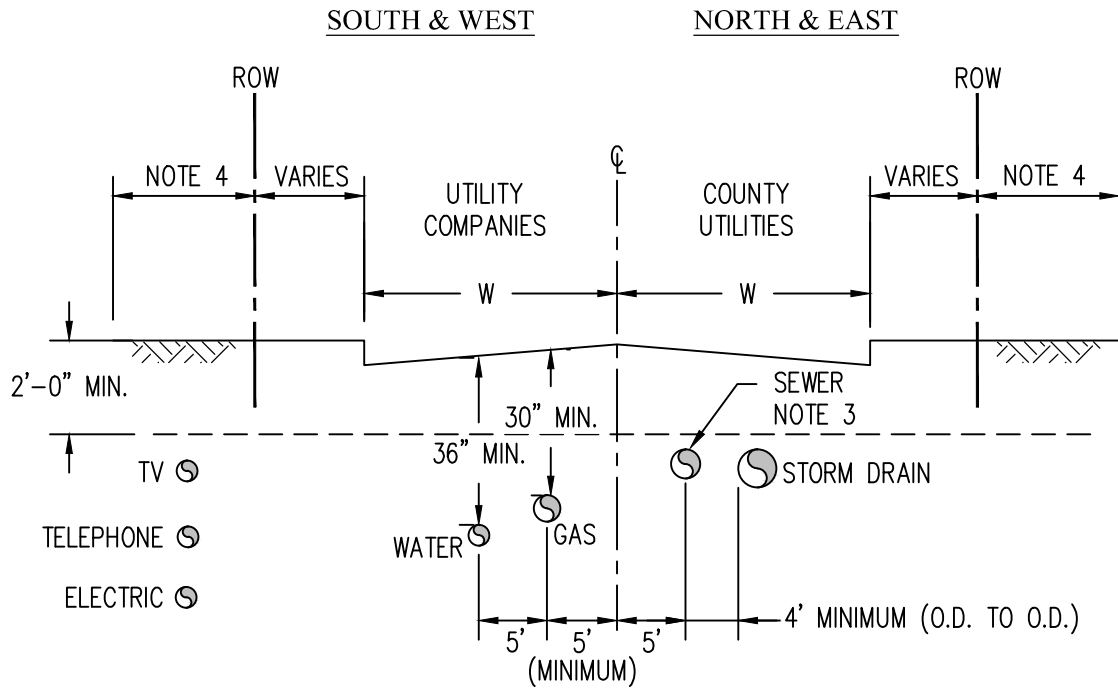 SOUTH & WEST
NORTH & EAST
ROW
ROW
℄
NOTE 4
VARIES
UTILITY
COMPANIES
COUNTY
UTILITIES
VARIES
NOTE 4
W
W
2'-0" MIN.
30" MIN.
36" MIN.
SEWER
NOTE 3
TV
STORM DRAIN
TELEPHONE
WATER
GAS
ELECTRIC
5'
5'
5'
(MINIMUM)
4' MINIMUM (O.D. TO O.D.)